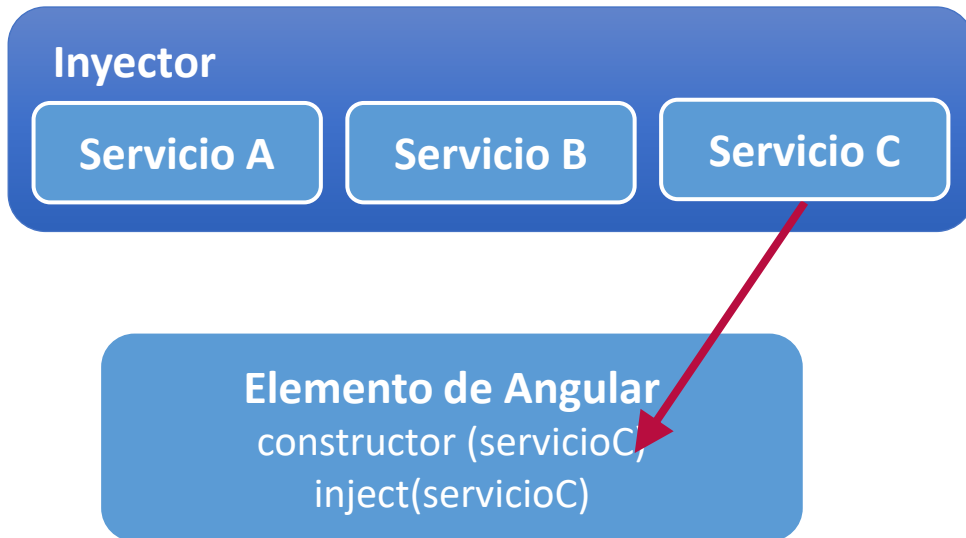 Inyector
Servicio A
Servicio B
Servicio C
Elemento de Angular
constructor (servicioC)
inject(servicioC)